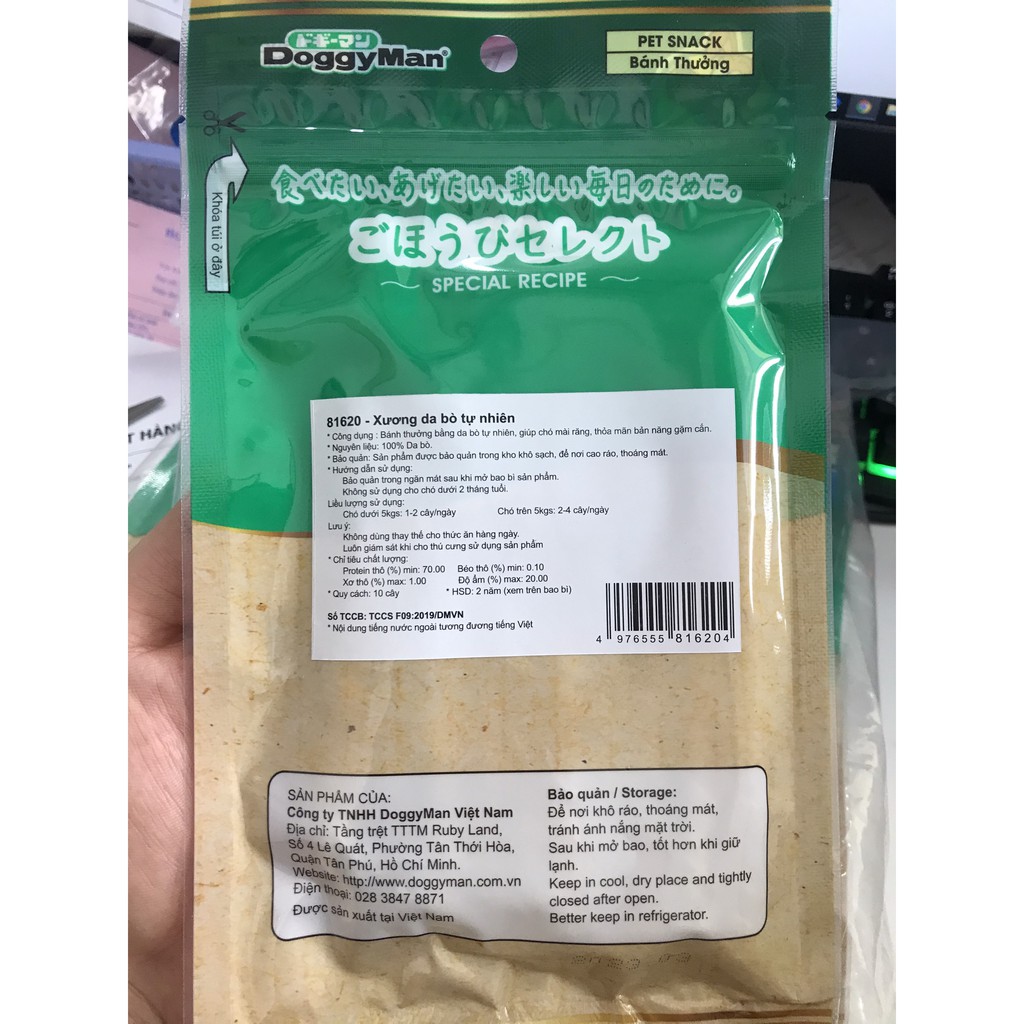 ドギーマン
DoggyMan®
PET SNACK
Bánh Thưởng
Khóa túi ở đây
食べたい、あげたい、楽しい毎日のために。
ごほうびセレクト
SPECIAL RECIPE
81620 - Xương da bò tự nhiên
* Công dụng : Bánh thưởng bằng da bò tự nhiên, giúp chó mài răng, thỏa mãn bản năng gặm cắn.
* Nguyên liệu: 100% Da bò.
* Bảo quản: Sản phẩm được bảo quản trong kho khô sạch, để nơi cao ráo, thoáng mát.
* Hướng dẫn sử dụng:
Bảo quản trong ngăn mát sau khi mở bao bì sản phẩm.
Không sử dụng cho chó dưới 2 tháng tuổi.
Liều lượng sử dụng:
Chó dưới 5kgs: 1-2 cây/ngày Chó trên 5kgs: 2-4 cây/ngày
Lưu ý:
Không dùng thay thế cho thức ăn hàng ngày.
Luôn giám sát khi cho thú cưng sử dụng sản phẩm
* Chỉ tiêu chất lượng:
Protein thô (%) min: 70.00 Béo thô (%) min: 0.10
Xơ thô (%) max: 1.00 Độ ẩm (%) max: 20.00
* Quy cách: 10 cây * HSD: 2 năm (xem trên bao bì)
Số TCCB: TCCS F09:2019/DMVN
* Nội dung tiếng nước ngoài tương đương tiếng Việt
4 976555 816204
SẢN PHẨM CỦA:
Công ty TNHH DoggyMan Việt Nam
Địa chỉ: Tầng trệt TTTM Ruby Land,
Số 4 Lê Quát, Phường Tân Thới Hòa,
Quận Tân Phú, Hồ Chí Minh.
Website: http://www.doggyman.com.vn
Điện thoại: 028 3847 8871
Được sản xuất tại Việt Nam
Bảo quản / Storage:
Để nơi khô ráo, thoáng mát,
tránh ánh nắng mặt trời.
Sau khi mở bao, tốt hơn khi giữ
lạnh.
Keep in cool, dry place and tightly
closed after open.
Better keep in refrigerator.